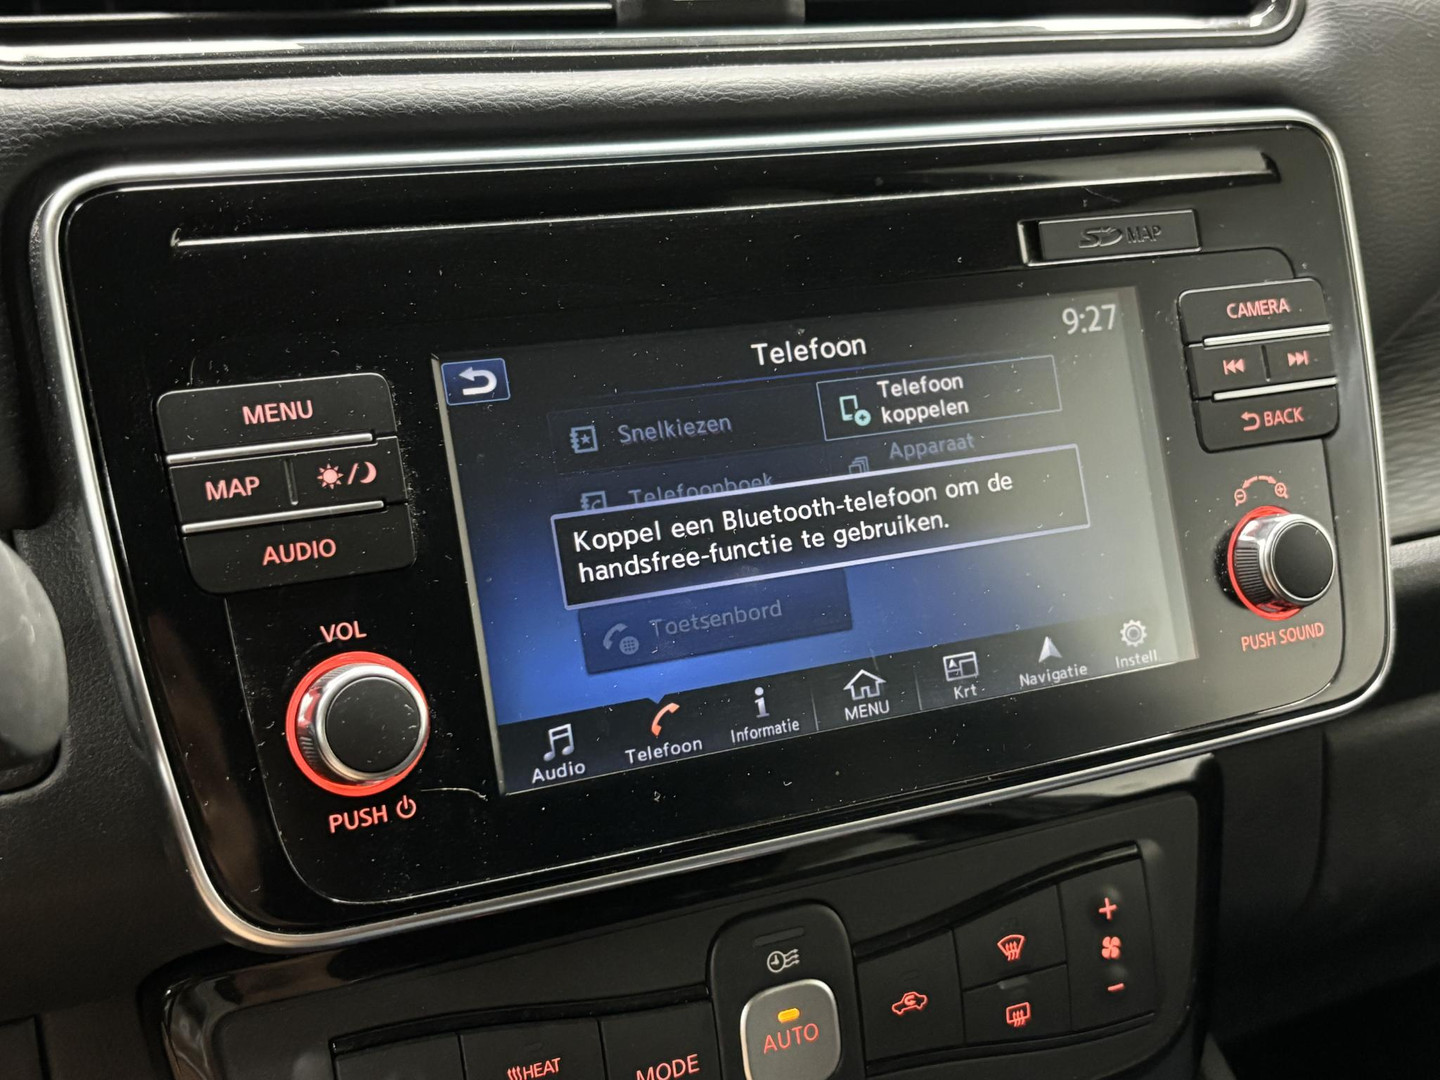 SD MAP
CAMERA
BACK
PUSH SOUND
MENU
MAP
AUDIO
VOL
PUSH
9:27
Telefoon
Snelkiezen
Telefoon
koppelen
Telefoonboek
Apparaat
Koppel een Bluetooth-telefoon om de
handsfree-functie te gebruiken.
Toetsenbord
Audio
Telefoon
Informatie
MENU
Krt
Navigatie
Instell
HEAT
MODE
AUTO
+
-